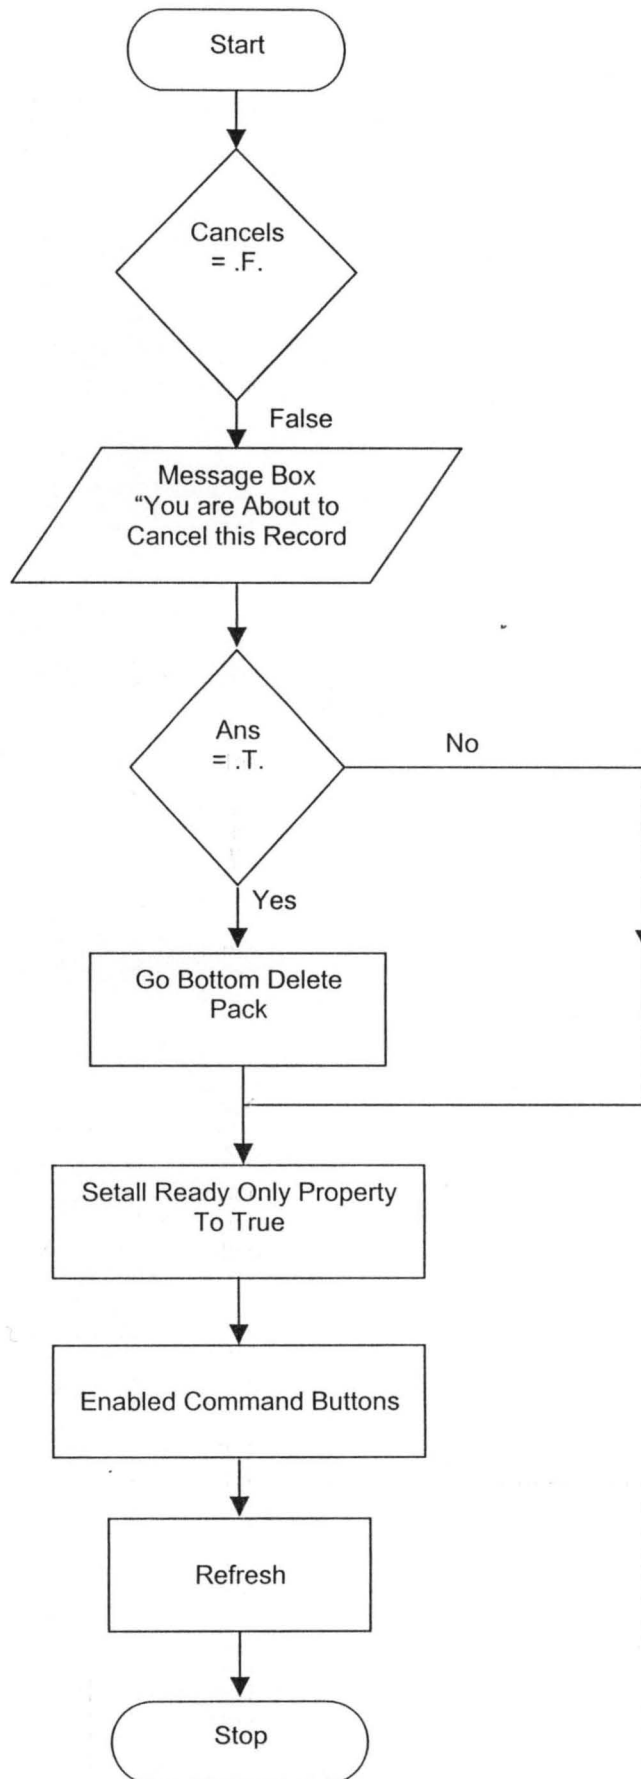 Start
Cancels
= .F.
False
Message Box
“You are About to
Cancel this Record
Ans
= .T.
No
Yes
Go Bottom Delete
Pack
Setall Ready Only Property
To True
Enabled Command Buttons
Refresh
Stop